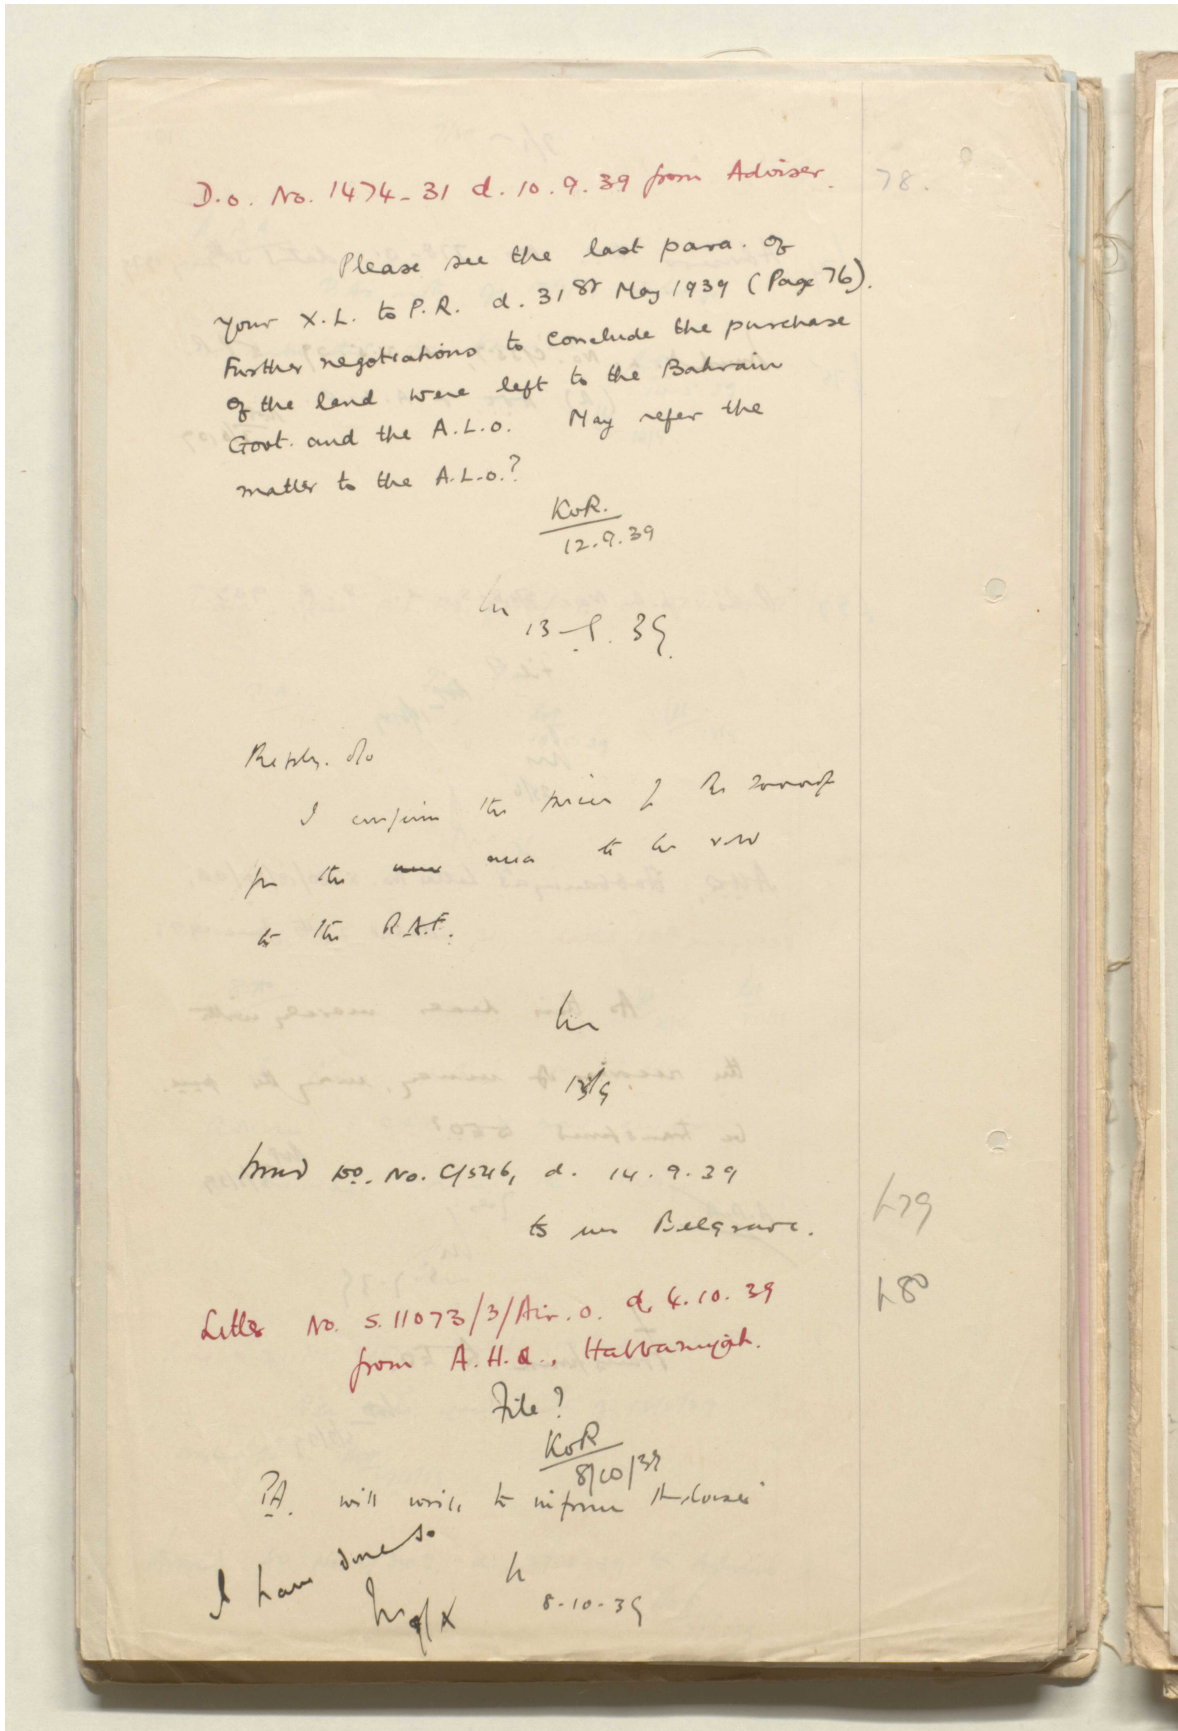 D.o. No. 1474-31 d. 10.9.39 from Adviser. 78.
Please see the last para. of
your X.L. to P.R. d. 31st May 1939 (Page 76).
Further negotiations to conclude the purchase
of the land were left to the Bahrain
Govt. and the A.L.O. May refer the
matter to the A.L.O.?
KoR.
12.9.39
13-9.39
Reply. d/o
I confirm the
for the area to be sold
to the R.A.F.
13/9
Issued No. C/546, d. 14.9.39
to Belgrave. 79
Letter No. S.11073/3/Air.o. d. 4.10.39 80
from A.H.Q., Habbaniyah.
File?
KoR
8/10/39
P.A. will write to inform Adviser
I have done so
8-10-39
9/X